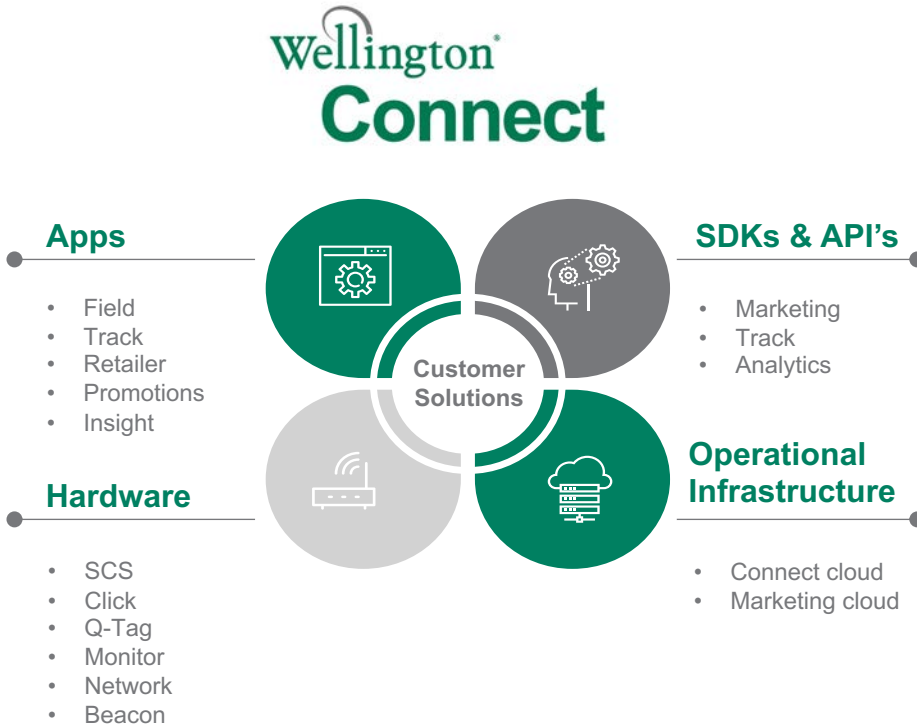 Wellington®
Connect
Apps
• Field
• Track
• Retailer
• Promotions
• Insight
Hardware
• SCS
• Click
• Q-Tag
• Monitor
• Network
• Beacon
Customer
Solutions
SDKs & API's
• Marketing
• Track
• Analytics
Operational
Infrastructure
• Connect cloud
• Marketing cloud